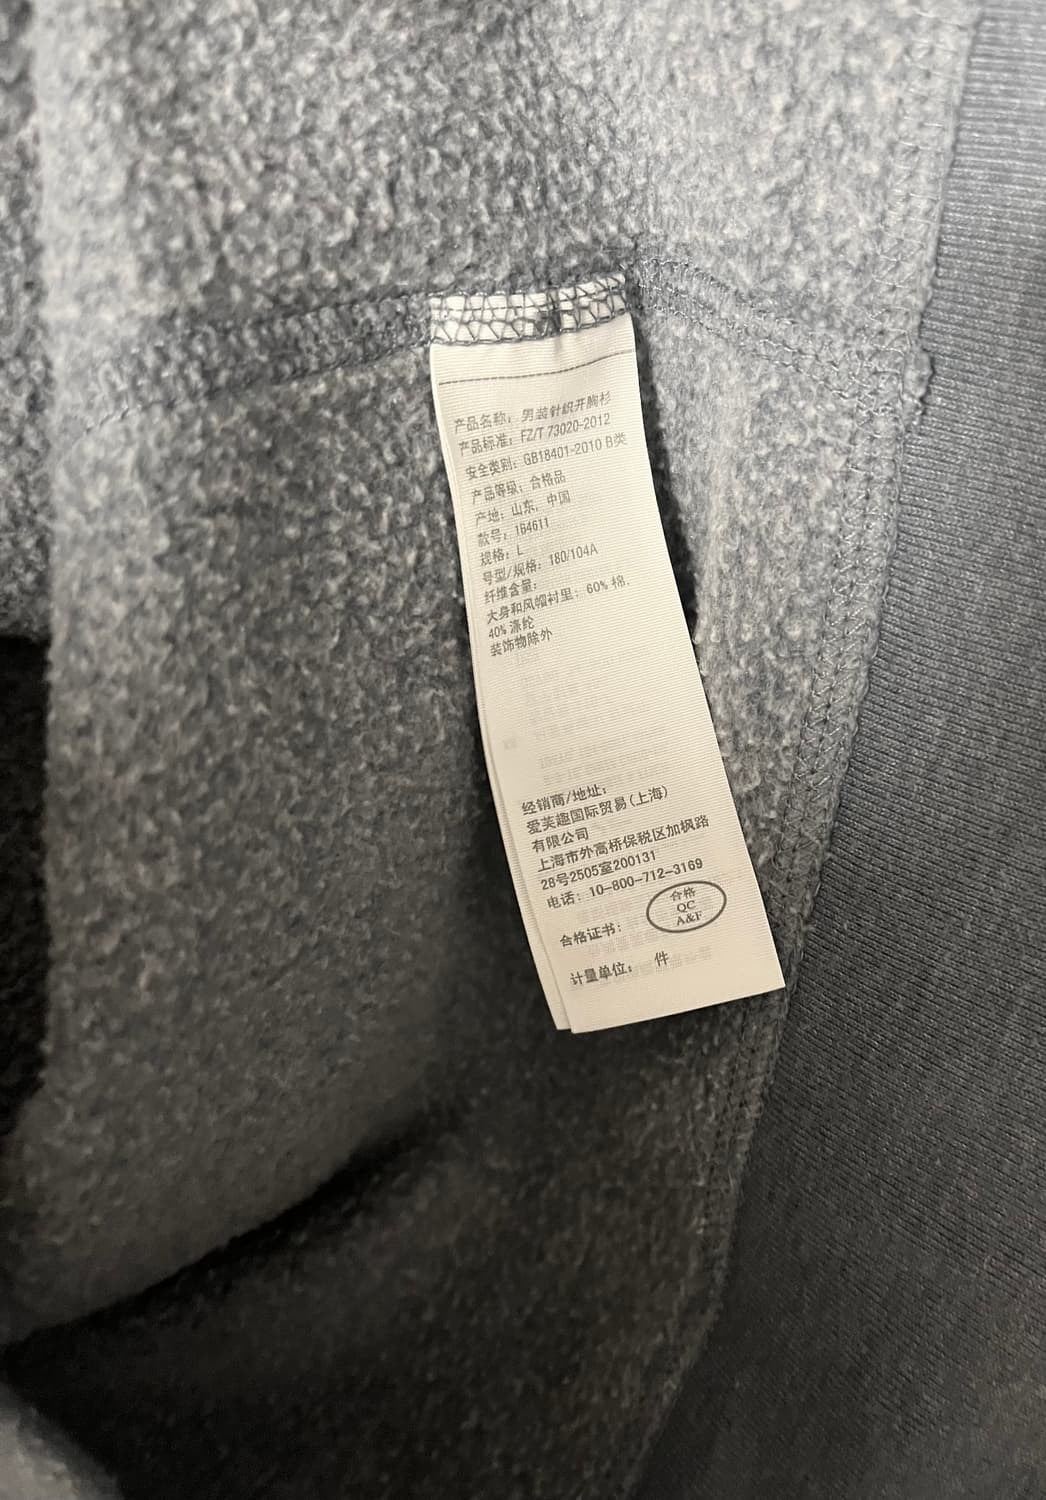 产品名称: 男装针织开胸衫
产品标准: FZ/T 73020-2012
安全类别: GB18401-2010 B类
产品等级: 合格品
产地: 山东, 中国
款号: 164611
规格: L
号型/规格: 180/104A
纤维含量:
大身和风帽衬里: 60% 棉,
40% 涤纶
装饰物除外
经销商/地址:
爱芙趣国际贸易(上海)
有限公司
上海市外高桥保税区加枫路
28号2505室200131
电话: 10-800-712-3169
合格证书:
合格
QC
A&F
计量单位: 件